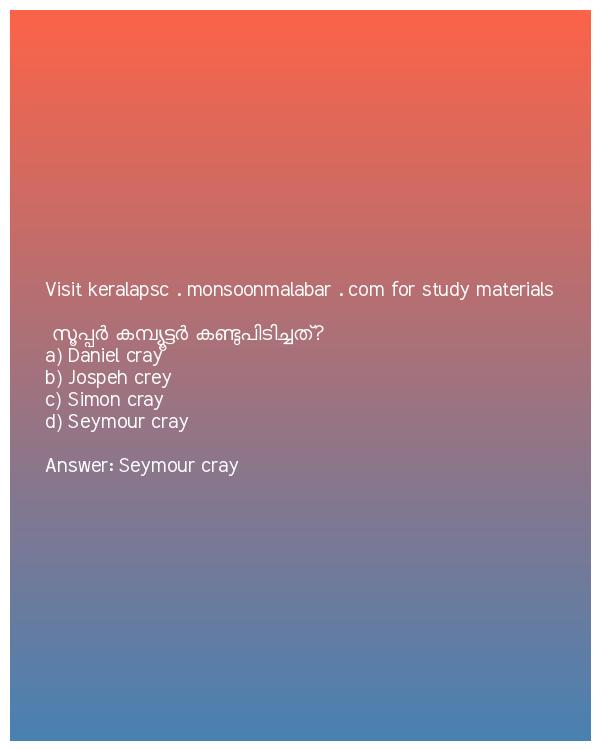 Visit keralapsc . monsoonmalabar . com for study materials
സൂപ്പർ കമ്പ്യൂട്ടർ കണ്ടുപിടിച്ചത്?
a) Daniel cray
b) Jospeh crey
c) Simon cray
d) Seymour cray
Answer: Seymour cray